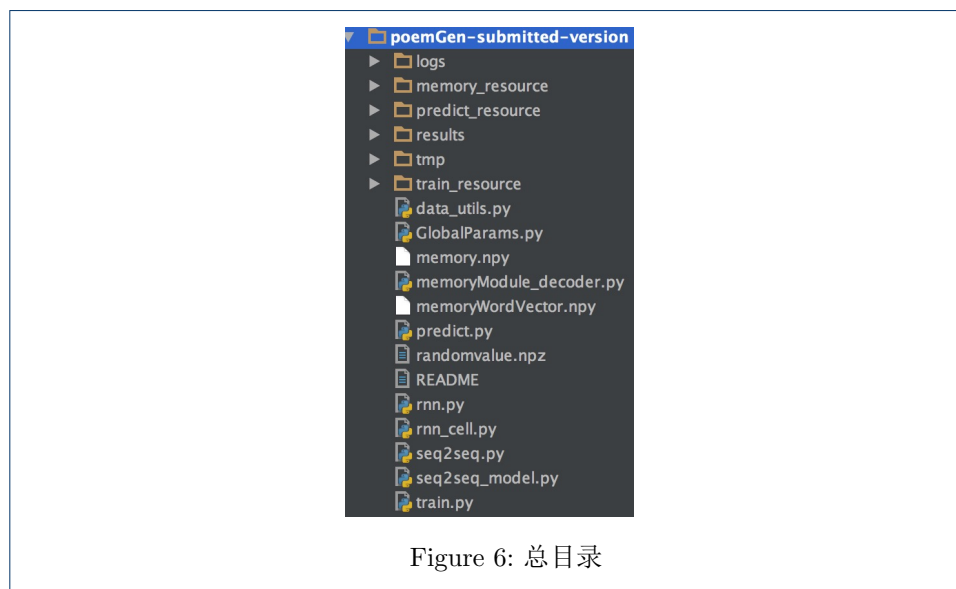 poemGen-submitted-version
logs
memory_resource
predict_resource
results
tmp
train_resource
data_utils.py
GlobalParams.py
memory.npy
memoryModule_decoder.py
memoryWordVector.npy
predict.py
randomvalue.npz
README
rnn.py
rnn_cell.py
seq2seq.py
seq2seq_model.py
train.py
Figure 6: 总目录